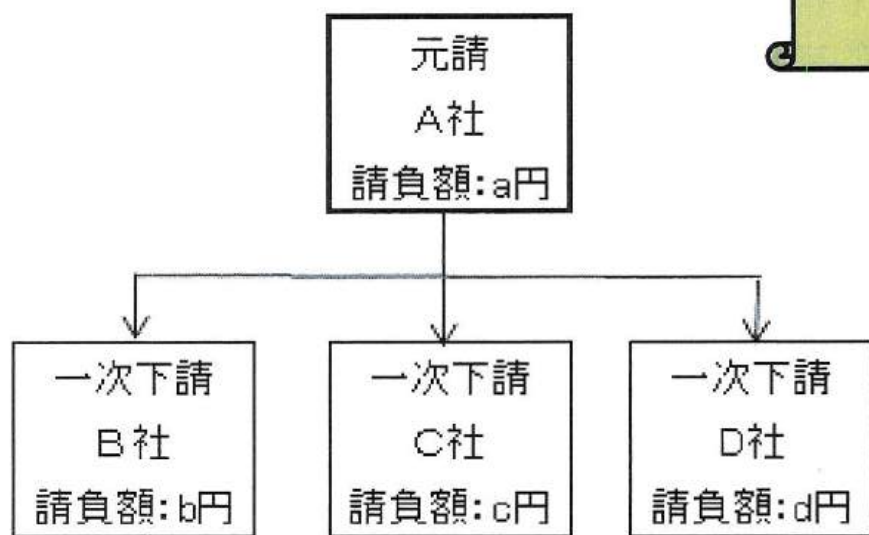 元請
A社
請負額:a円
一次下請
B社
請負額:b円
一次下請
C社
請負額:c円
一次下請
D社
請負額:d円